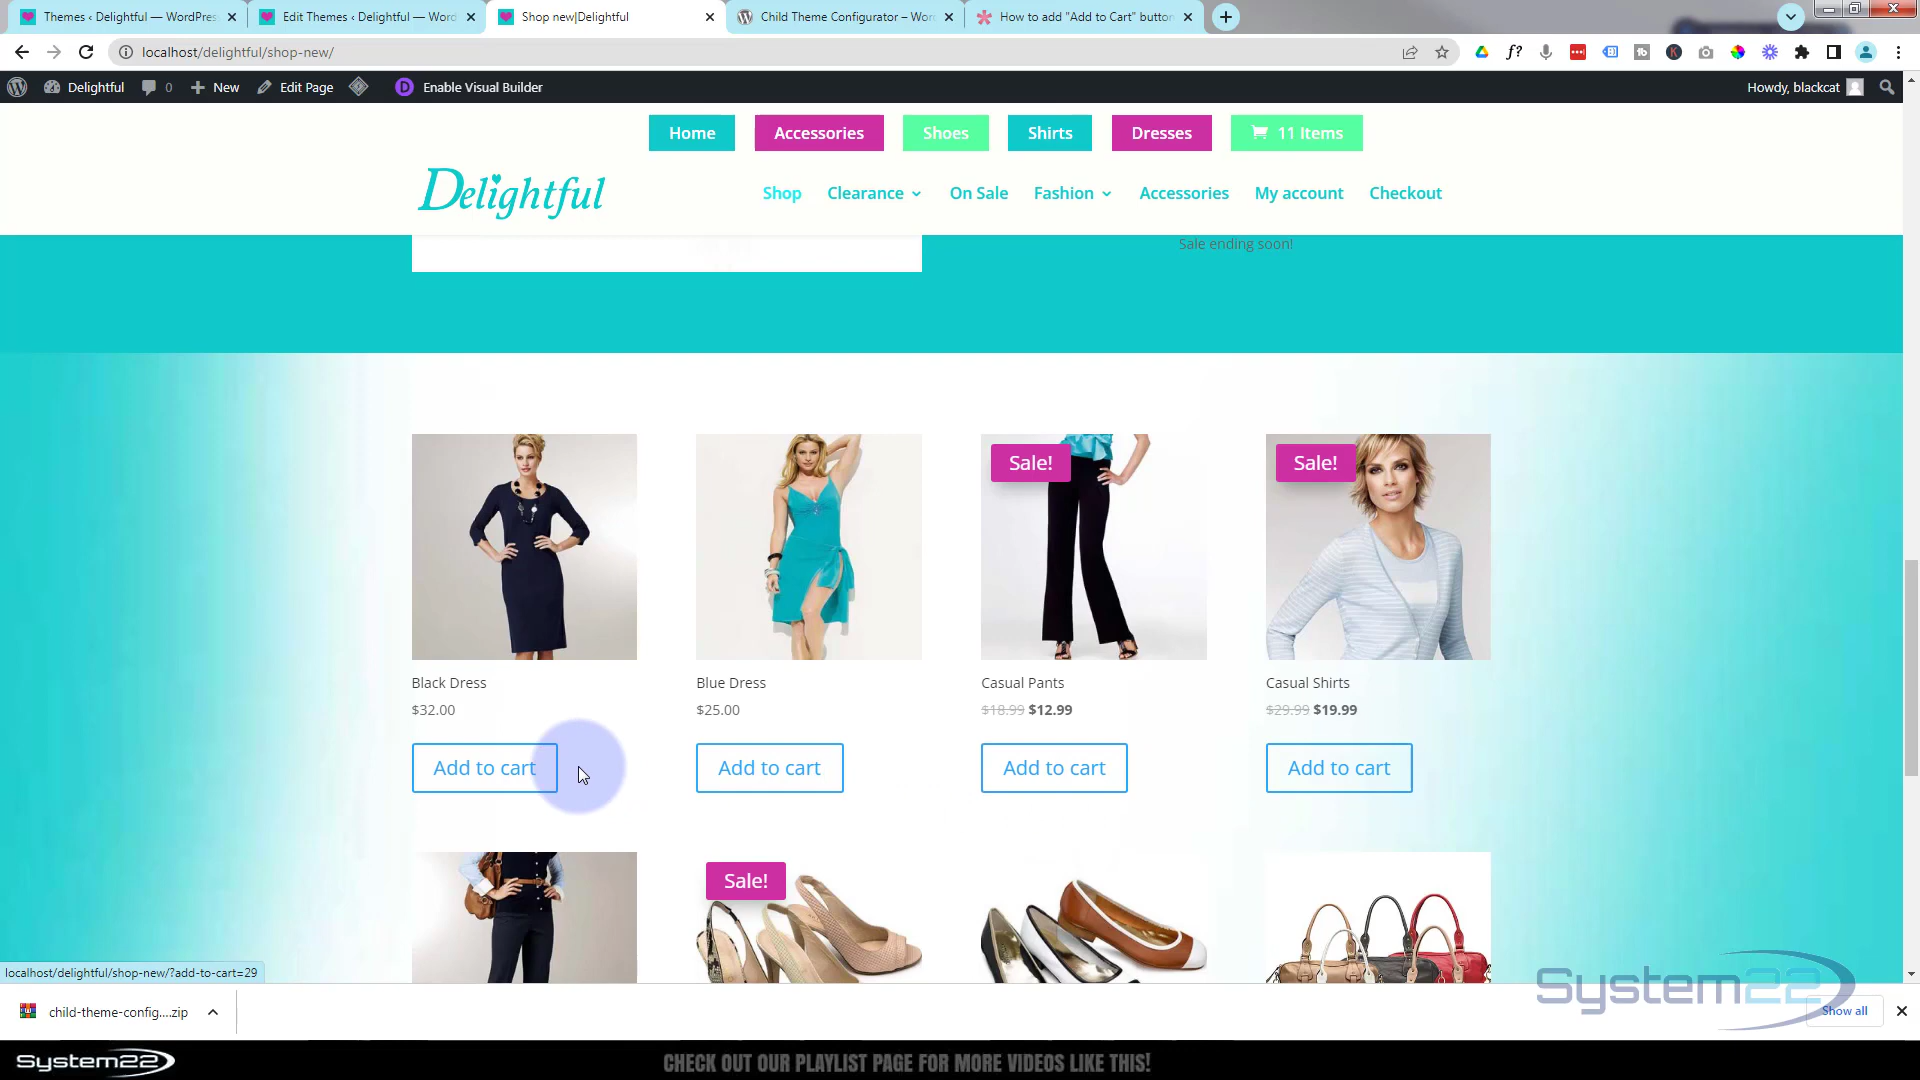 Themes ‹ Delightful — WordPres
Edit Themes ‹ Delightful — Word
Shop new|Delightful
Child Theme Configurator – Wor
How to add "Add to Cart" button
localhost/delightful/shop-new/
Delightful
0
New
Edit Page
D
Enable Visual Builder
Howdy, blackcat
Home
Accessories
Shoes
Shirts
Dresses
11 Items
Delightful
Shop
Clearance
On Sale
Fashion
Accessories
My account
Checkout
Sale ending soon!
Sale!
Sale!
Black Dress
Blue Dress
Casual Pants
Casual Shirts
$32.00
$25.00
$18.99 $12.99
$29.99 $19.99
Add to cart
Add to cart
Add to cart
Add to cart
Sale!
localhost/delightful/shop-new/?add-to-cart=29
System22
child-theme-config....zip
Show all
System22
CHECK OUT OUR PLAYLIST PAGE FOR MORE VIDEOS LIKE THIS!